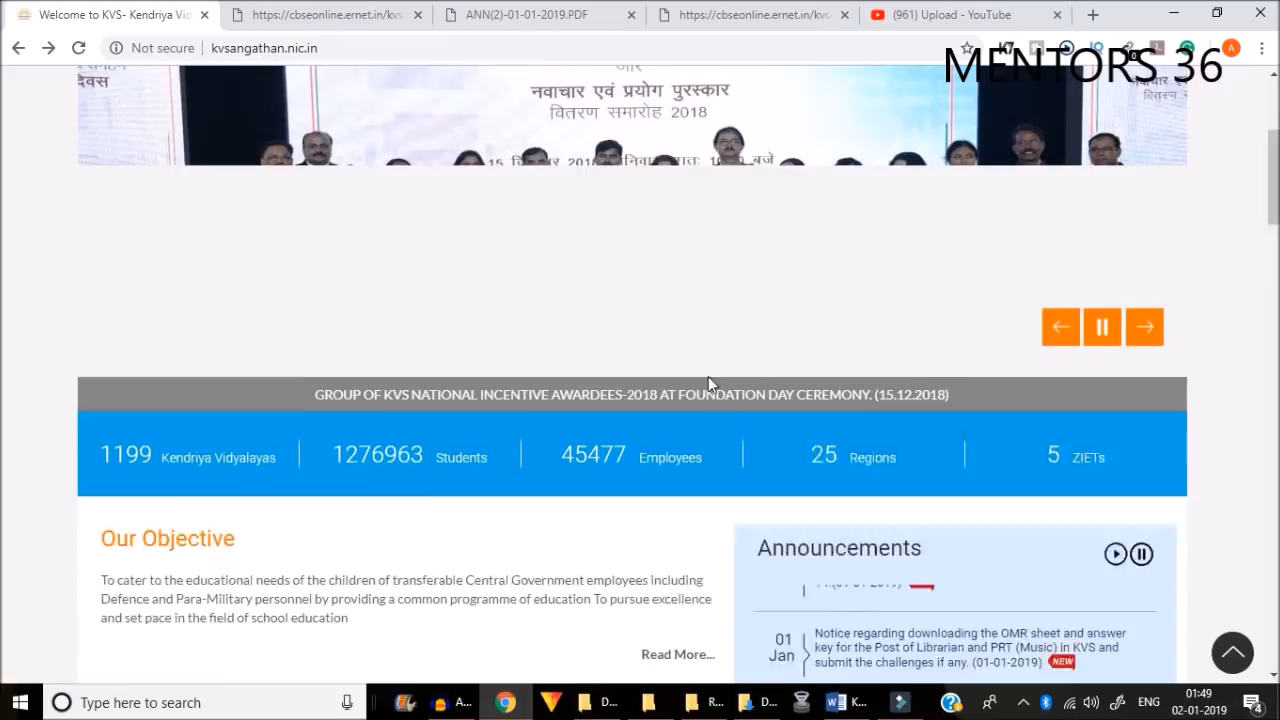 Welcome to KVS- Kendriya Vid
https://cbseonline.ernet.in/kvs-
ANN(2)-01-01-2019.PDF
https://cbseonline.ernet.in/kvs-
(961) Upload - YouTube
Not secure kvsangathan.nic.in
MENTORS 36
दिवस
और
नवाचार एवं प्रयोग पुरस्कार
वितरण समारोह 2018
GROUP OF KVS NATIONAL INCENTIVE AWARDEES-2018 AT FOUNDATION DAY CEREMONY. (15.12.2018)
1199 Kendriya Vidyalayas
1276963 Students
45477 Employees
25 Regions
5 ZIETs
Our Objective
To cater to the educational needs of the children of transferable Central Government employees including
Defence and Para-Military personnel by providing a common programme of education To pursue excellence
and set pace in the field of school education
Read More...
Announcements
01
Jan
Notice regarding downloading the OMR sheet and answer
key for the Post of Librarian and PRT (Music) in KVS and
submit the challenges if any. (01-01-2019) NEW
Type here to search
A...
D...
R...
D...
K...
ENG
01:49
02-01-2019